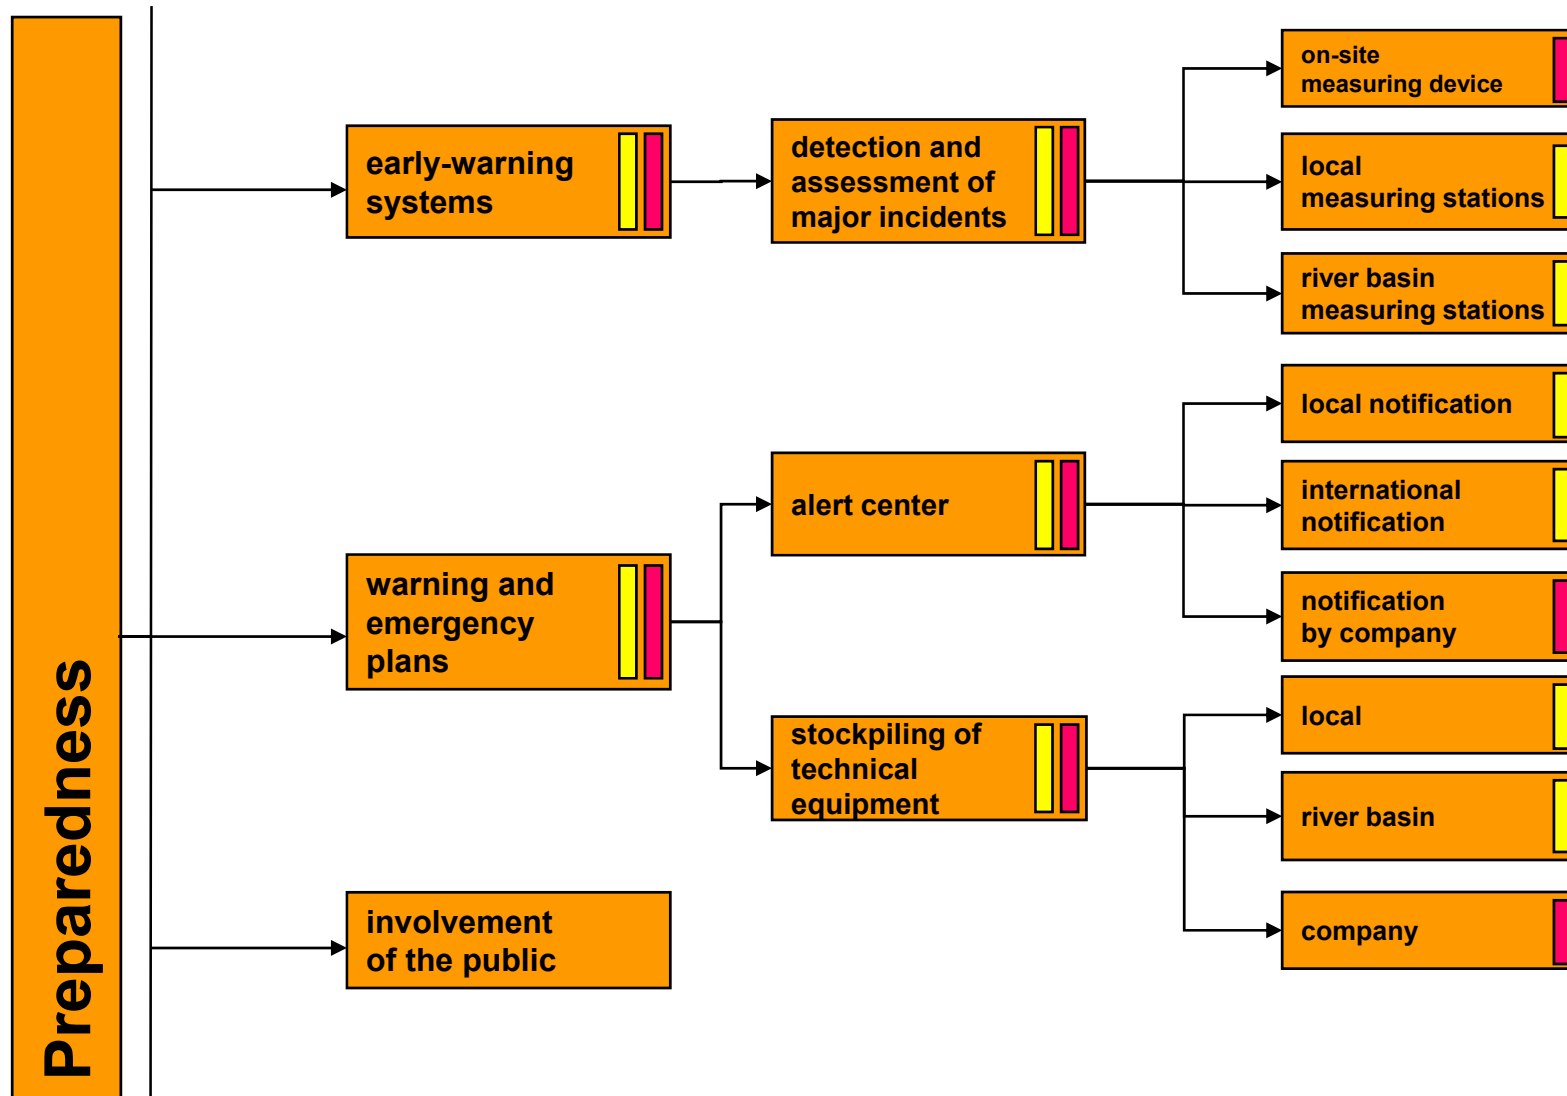 Preparedness
early-warning
systems
detection and
assessment of
major incidents
on-site
measuring device
local
measuring stations
river basin
measuring stations
warning and
emergency
plans
alert center
local notification
international
notification
notification
by company
stockpiling of
technical
equipment
local
river basin
company
involvement
of the public